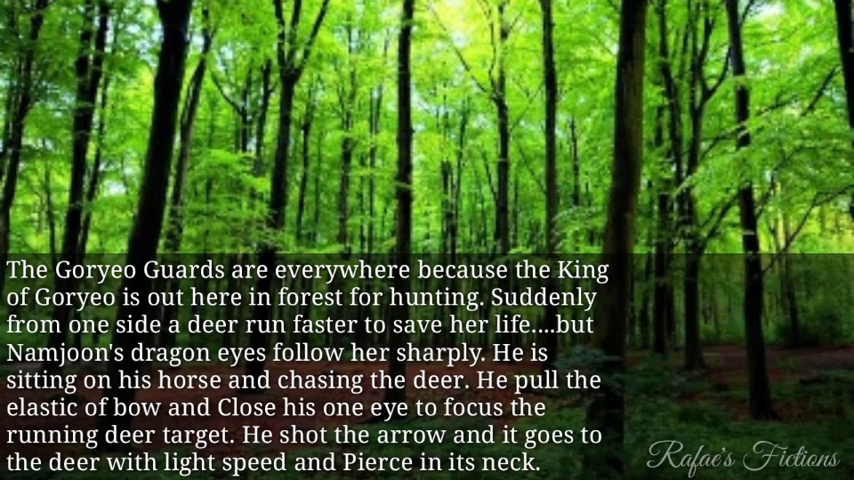 The Goryeo Guards are everywhere because the King
of Goryeo is out here in forest for hunting. Suddenly
from one side a deer run faster to save her life....but
Namjoon's dragon eyes follow her sharply. He is
sitting on his horse and chasing the deer. He pull the
elastic of bow and Close his one eye to focus the
running deer target. He shot the arrow and it goes to
the deer with light speed and Pierce in its neck.
Rafae's Fictions